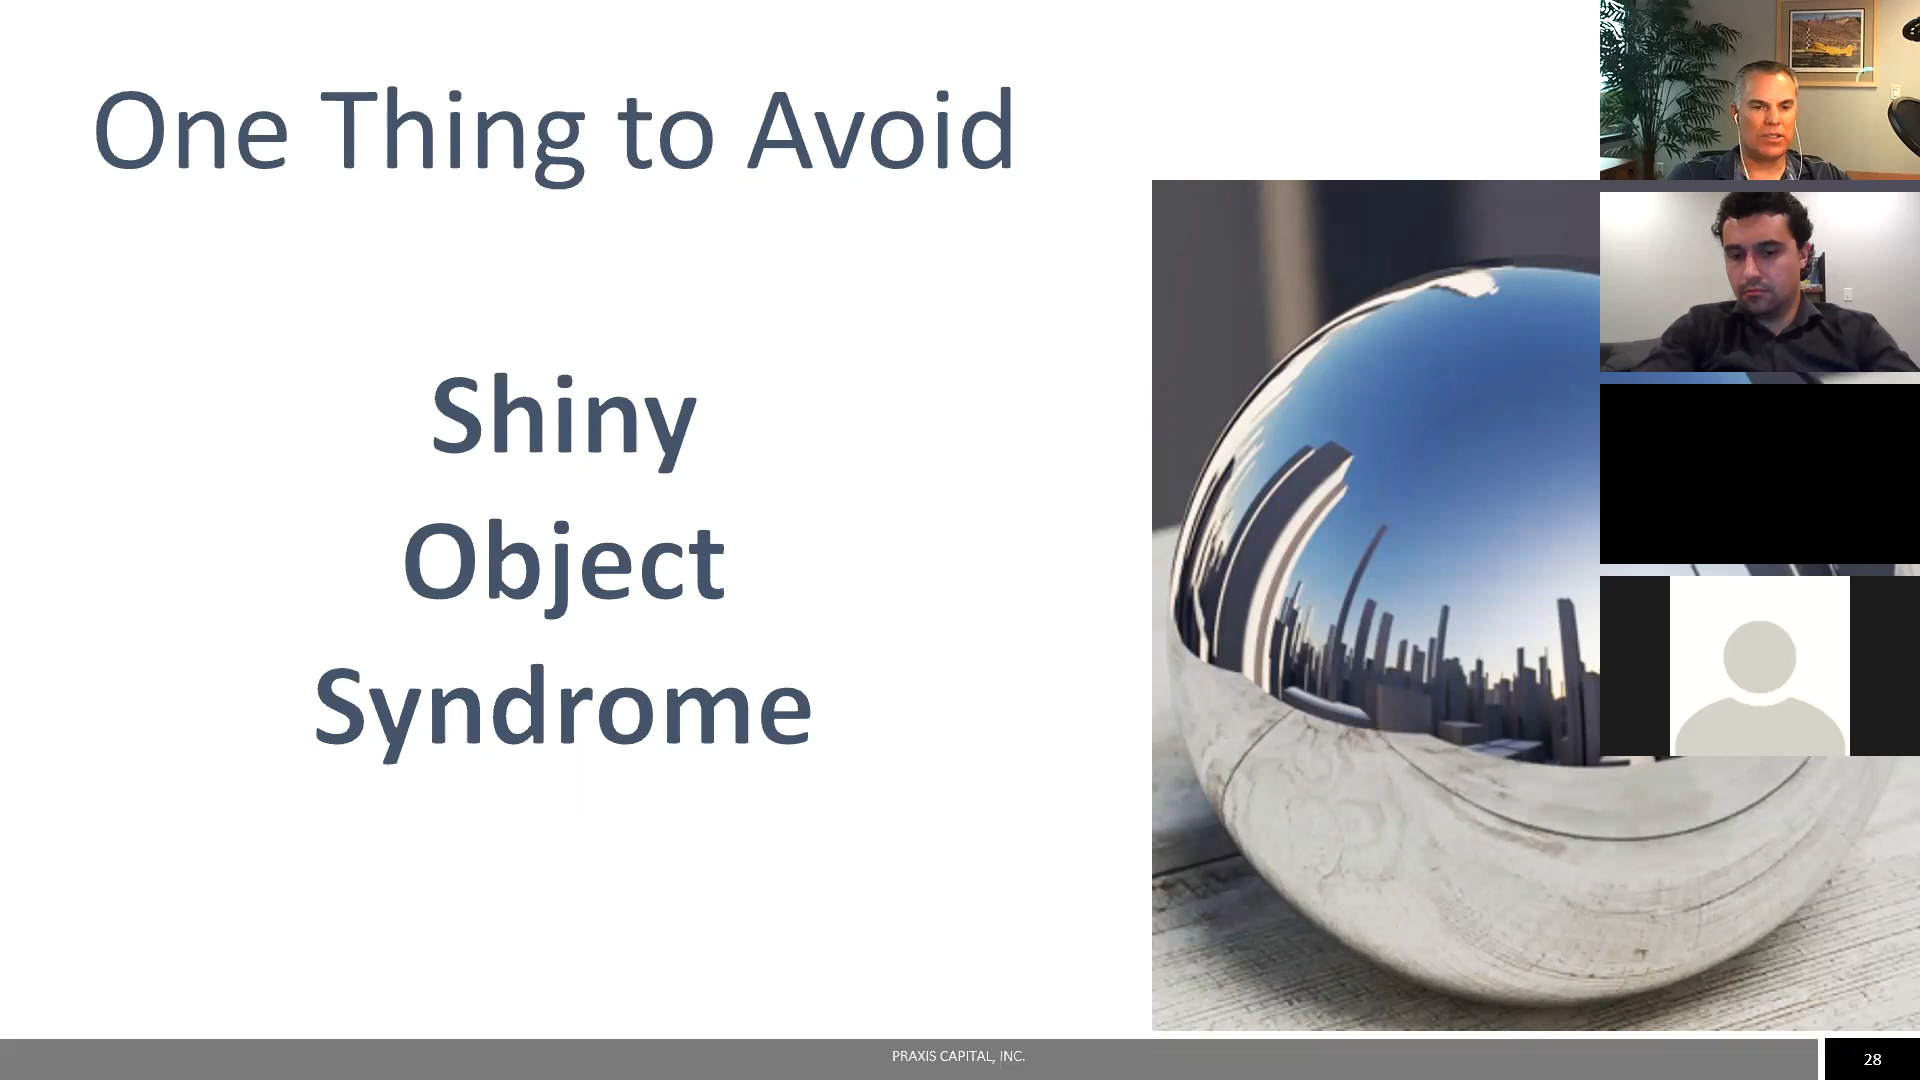 One Thing to Avoid
Shiny
Object
Syndrome
PRAXIS CAPITAL, INC.
28